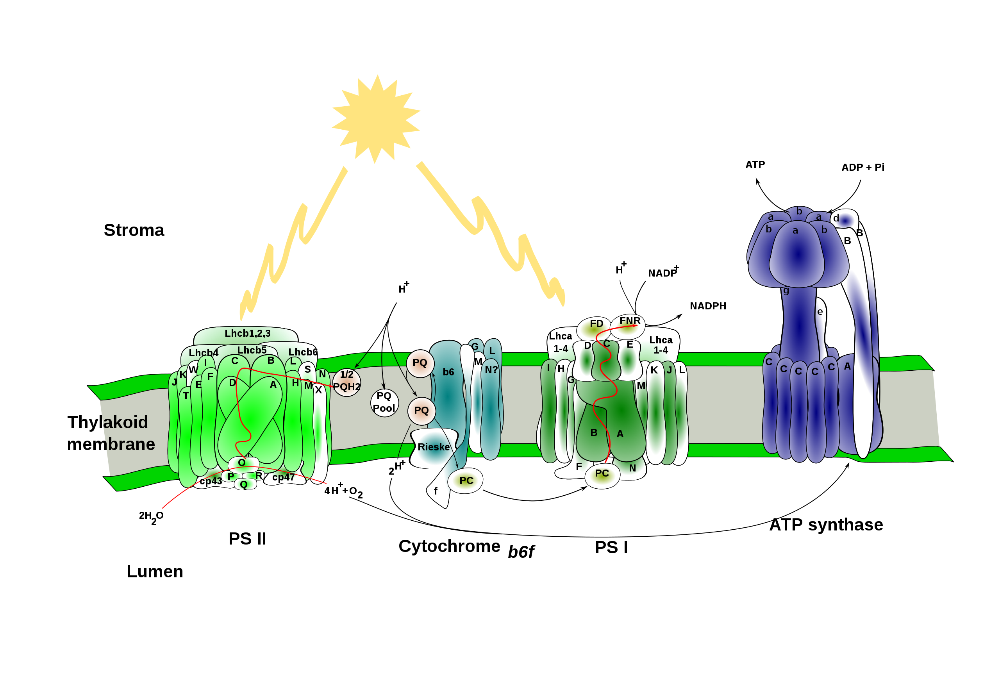 ATP
ADP + Pi
b
a
a
d
b
a
b
B
B
Stroma
H+
NADP+
H+
g
NADPH
e
FD
FNR
Lhcb1,2,3
Lhca
1-4
Lhca
1-4
D
C
E
G
L
Lhcb4
Lhcb5
Lhcb6
C
B
I
L
K
W
S
N
F
J
E
D
A
H
M
X
T
1/2
PQH2
PQ
Pool
PQ
PQ
b6
M
N?
I
H
G
K
J
L
M
C
C
C
C
C
A
Thylakoid
membrane
B
A
Rieske
O
P
R
Q
cp43
cp47
2H+
F
N
PC
PC
f
4H++O2
2H2O
PS II
Cytochrome b6f
PS I
ATP synthase
Lumen